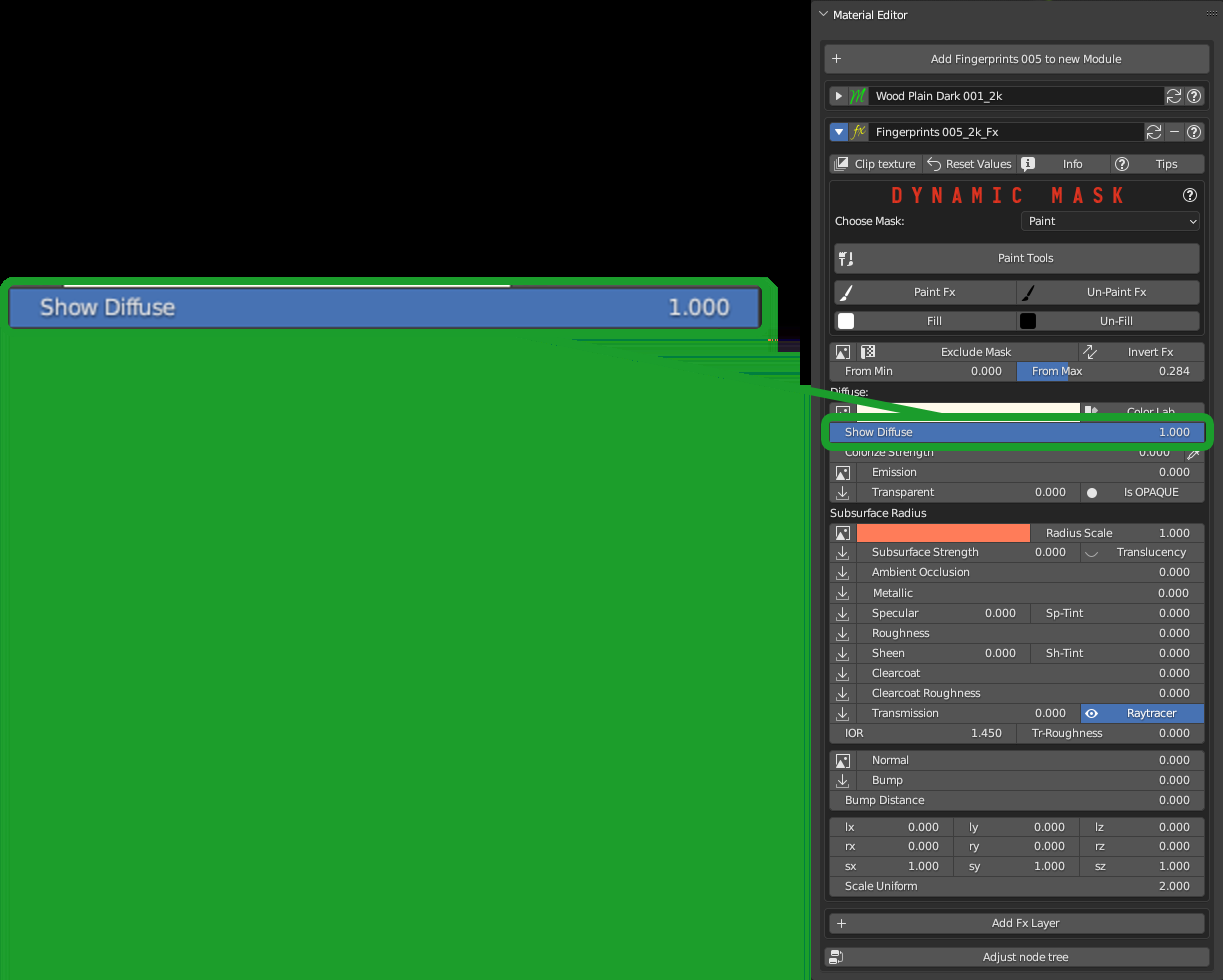 Material Editor
Add Fingerprints 005 to new Module
Wood Plain Dark 001_2k
Fingerprints 005_2k_Fx
Clip texture Reset Values Info Tips
DYNAMIC MASK
Choose Mask: Paint
Paint Tools
Paint Fx Un-Paint Fx
Fill Un-Fill
Exclude Mask Invert Fx
From Min 0.000 From Max 0.284
Diffuse:
Color Lab
Show Diffuse 1.000
Show Diffuse 1.000
Colorize Strength 0.000
Emission 0.000
Transparent 0.000 Is OPAQUE
Subsurface Radius
Radius Scale 1.000
Subsurface Strength 0.000 Translucency
Ambient Occlusion 0.000
Metallic 0.000
Specular 0.000 Sp-Tint 0.000
Roughness 0.000
Sheen 0.000 Sh-Tint 0.000
Clearcoat 0.000
Clearcoat Roughness 0.000
Transmission 0.000 Raytracer
IOR 1.450 Tr-Roughness 0.000
Normal 0.000
Bump 0.000
Bump Distance 0.000
lx 0.000 ly 0.000 lz 0.000
rx 0.000 ry 0.000 rz 0.000
sx 1.000 sy 1.000 sz 1.000
Scale Uniform 2.000
Add Fx Layer
Adjust node tree